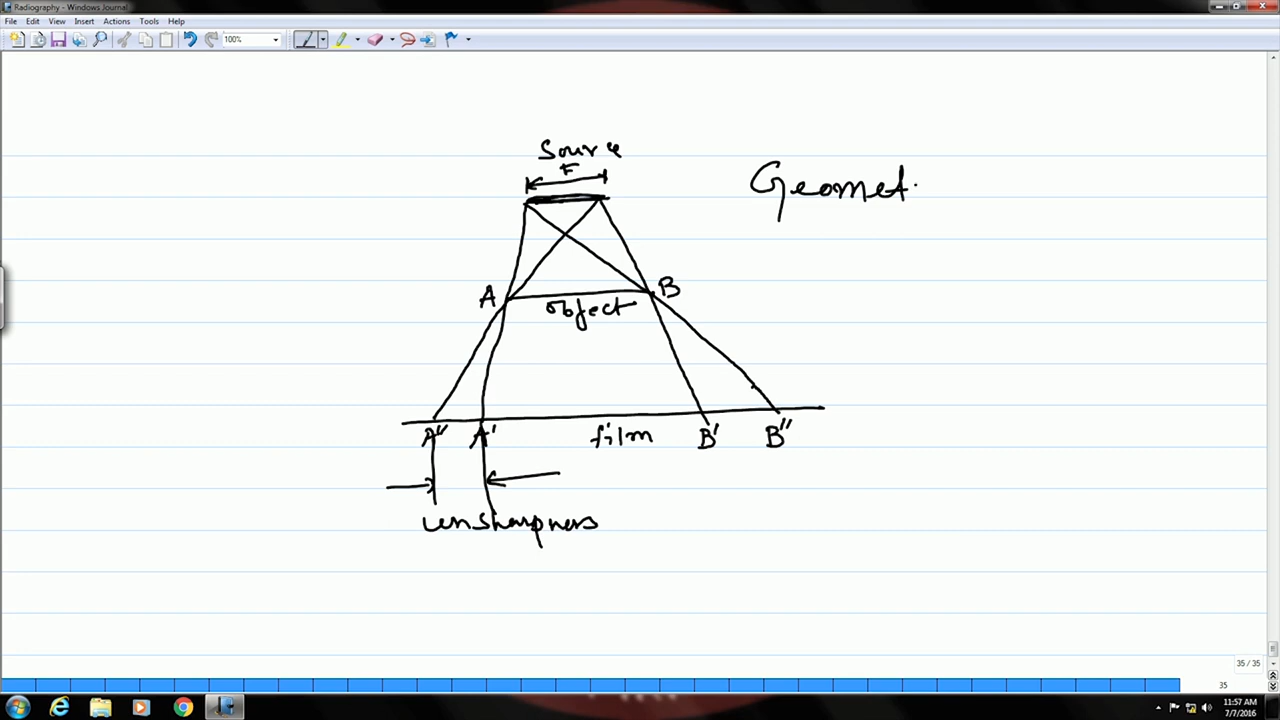 Radiography - Windows Journal
File Edit View Insert Actions Tools Help
100%
Source
F
Geomet.
A
B
object
A" A' film B' B"
unsharpness
35 / 35
35
11:57 AM
7/7/2016